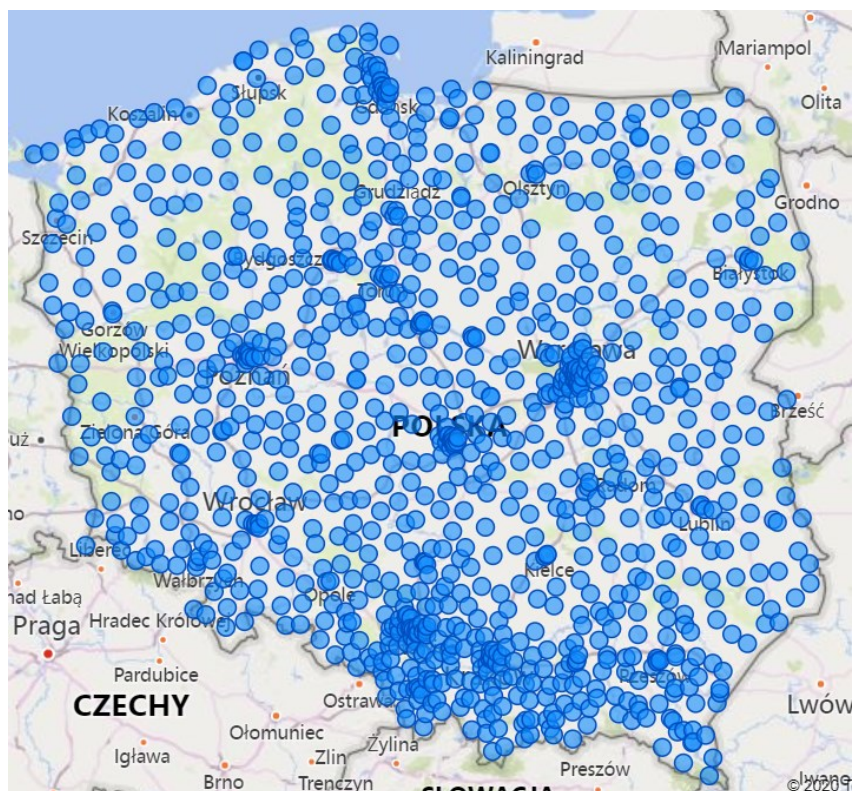 Kaliningrad
Mariampol
Olita
Słupsk
Gdańsk
Koszalin
Grudziądz
Olsztyn
Grodno
Szczecin
Bydgoszcz
Białystok
Toruń
Gorzów
Wielkopolski
Warszawa
Poznań
Brześć
POLSKA
Zielona Góra
Radom
Wrocław
Lublin
Liberec
Kielce
Wałbrzych
Opole
nad Łabą
Praga
Hradec Králowe
Rzeszów
Pardubice
CZECHY
Ostrawa
Lwów
Ołomuniec
Żylina
Igława
Zlin
Preszów
Brno
Trenczyn
SŁOWACJA
© 2020 T